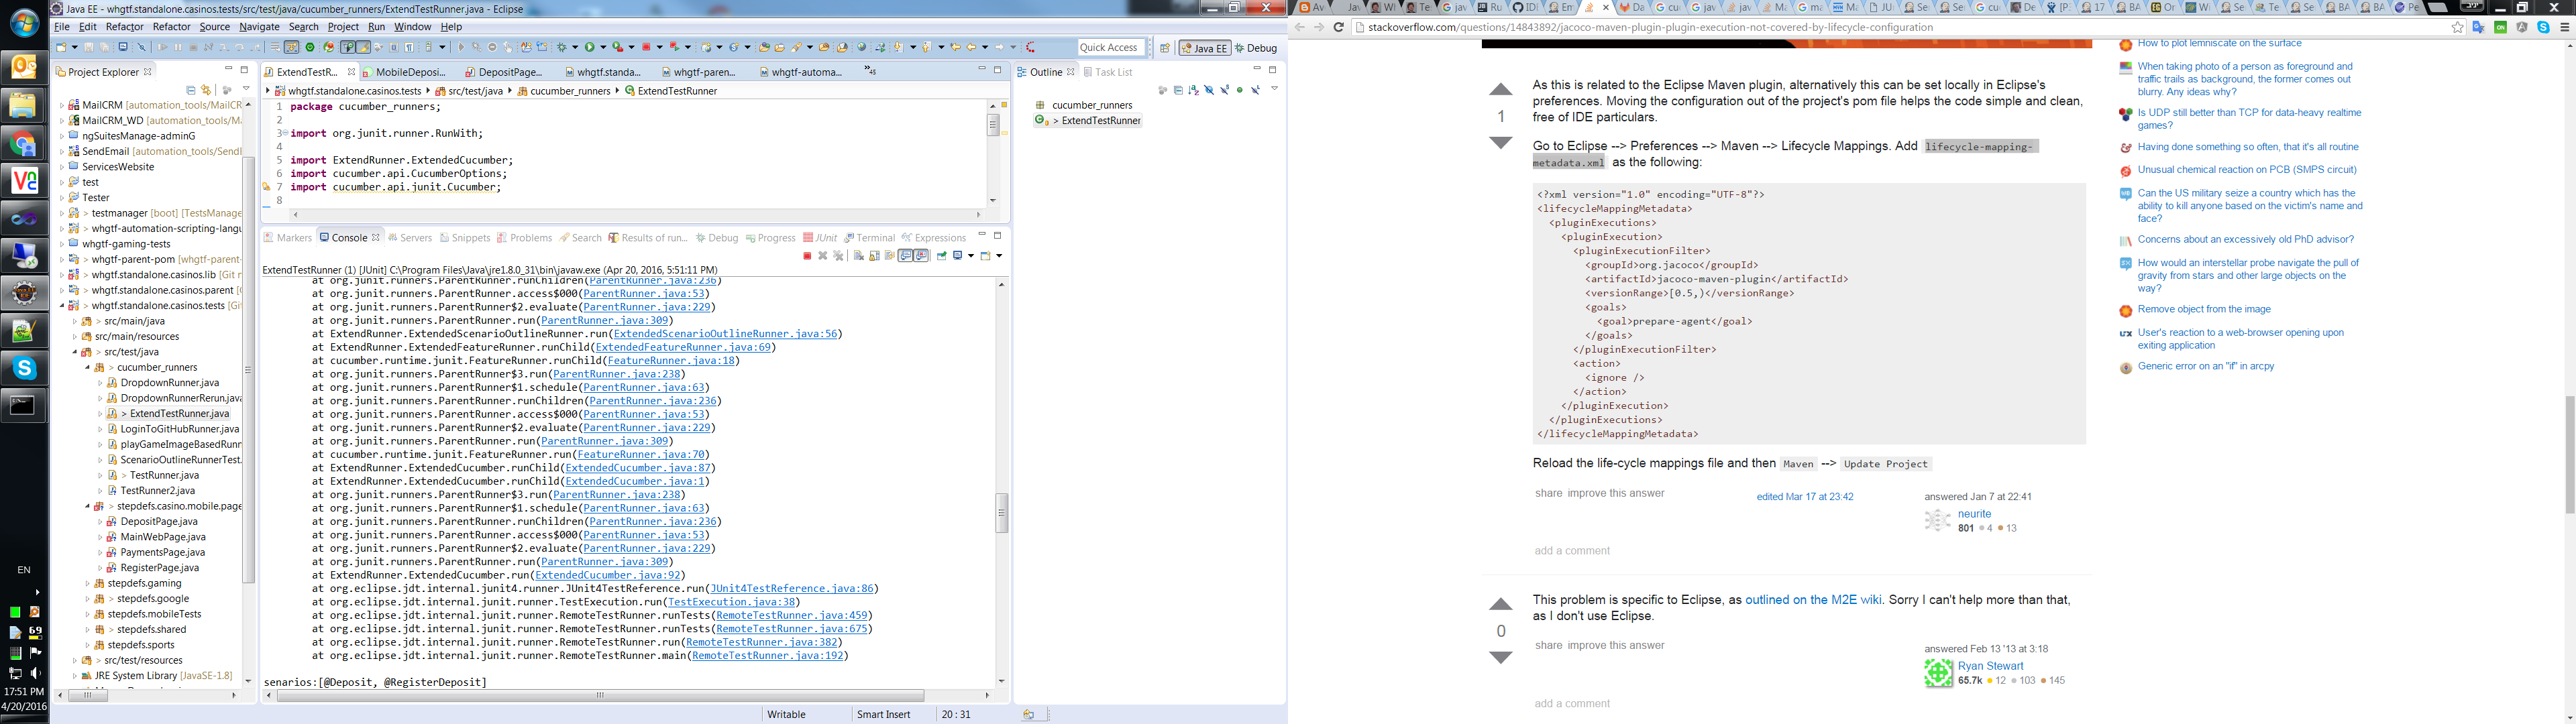 Java EE - whgtf.standalone.casinos.tests/src/test/java/cucumber_runners/ExtendTestRunner.java - Eclipse
File Edit Source Refactor Navigate Search Project Run Window Help
Quick Access
Java EE
Debug
Project Explorer
MailCRM [automation_tools/MailCR
MailCRM_WD [automation_tools/M
ngSuitesManage-adminG
SendEmail [automation_tools/Send
ServicesWebsite
test
Tester
> testmanager [boot] [TestsManage
> whgtf-automation-scripting-langu
whgtf-gaming-tests
> whgtf-parent-pom [whgtf-parent-
> whgtf.standalone.casinos.lib [Git r
> whgtf.standalone.casinos.parent [
> whgtf.standalone.casinos.tests [Gi
> src/main/java
src/main/resources
> src/test/java
> cucumber_runners
DropdownRunner.java
DropdownRunnerRerun.java
> ExtendTestRunner.java
LoginToGitHubRunner.java
playGameImageBasedRunn
ScenarioOutlineRunnerTest.
> TestRunner.java
TestRunner2.java
> stepdefs.casino.mobile.page
DepositPage.java
MainWebPage.java
PaymentsPage.java
RegisterPage.java
stepdefs.gaming
> stepdefs.google
stepdefs.mobileTests
> stepdefs.shared
stepdefs.sports
> src/test/resources
JRE System Library [JavaSE-1.8]
EN
69
17:51 PM
4/20/2016
ExtendTestR...
MobileDeposi...
DepositPage...
whgtf.standa...
whgtf-paren...
whgtf-automa...
»45
whgtf.standalone.casinos.tests
src/test/java
cucumber_runners
ExtendTestRunner
1 package cucumber_runners;
2
3 import org.junit.runner.RunWith;
4
5 import ExtendRunner.ExtendedCucumber;
6 import cucumber.api.CucumberOptions;
7 import cucumber.api.junit.Cucumber;
8
Outline
Task List
cucumber_runners
> ExtendTestRunner
Markers
Console
Servers
Snippets
Problems
Search
Results of run...
Debug
Progress
JUnit
Terminal
Expressions
ExtendTestRunner (1) [JUnit] C:\Program Files\Java\jre1.8.0_31\bin\javaw.exe (Apr 20, 2016, 5:51:11 PM)
at org.junit.runners.ParentRunner.runChildren(ParentRunner.java:236)
at org.junit.runners.ParentRunner.access$000(ParentRunner.java:53)
at org.junit.runners.ParentRunner$2.evaluate(ParentRunner.java:229)
at org.junit.runners.ParentRunner.run(ParentRunner.java:309)
at ExtendRunner.ExtendedScenarioOutlineRunner.run(ExtendedScenarioOutlineRunner.java:56)
at ExtendRunner.ExtendedFeatureRunner.runChild(ExtendedFeatureRunner.java:69)
at cucumber.runtime.junit.FeatureRunner.runChild(FeatureRunner.java:18)
at org.junit.runners.ParentRunner$3.run(ParentRunner.java:238)
at org.junit.runners.ParentRunner$1.schedule(ParentRunner.java:63)
at org.junit.runners.ParentRunner.runChildren(ParentRunner.java:236)
at org.junit.runners.ParentRunner.access$000(ParentRunner.java:53)
at org.junit.runners.ParentRunner$2.evaluate(ParentRunner.java:229)
at org.junit.runners.ParentRunner.run(ParentRunner.java:309)
at cucumber.runtime.junit.FeatureRunner.run(FeatureRunner.java:70)
at ExtendRunner.ExtendedCucumber.runChild(ExtendedCucumber.java:87)
at ExtendRunner.ExtendedCucumber.runChild(ExtendedCucumber.java:1)
at org.junit.runners.ParentRunner$3.run(ParentRunner.java:238)
at org.junit.runners.ParentRunner$1.schedule(ParentRunner.java:63)
at org.junit.runners.ParentRunner.runChildren(ParentRunner.java:236)
at org.junit.runners.ParentRunner.access$000(ParentRunner.java:53)
at org.junit.runners.ParentRunner$2.evaluate(ParentRunner.java:229)
at org.junit.runners.ParentRunner.run(ParentRunner.java:309)
at ExtendRunner.ExtendedCucumber.run(ExtendedCucumber.java:92)
at org.eclipse.jdt.internal.junit4.runner.JUnit4TestReference.run(JUnit4TestReference.java:86)
at org.eclipse.jdt.internal.junit.runner.TestExecution.run(TestExecution.java:38)
at org.eclipse.jdt.internal.junit.runner.RemoteTestRunner.runTests(RemoteTestRunner.java:459)
at org.eclipse.jdt.internal.junit.runner.RemoteTestRunner.runTests(RemoteTestRunner.java:675)
at org.eclipse.jdt.internal.junit.runner.RemoteTestRunner.run(RemoteTestRunner.java:382)
at org.eclipse.jdt.internal.junit.runner.RemoteTestRunner.main(RemoteTestRunner.java:192)
senarios:[@Deposit, @RegisterDeposit]
Writable
Smart Insert
20 : 31
stackoverflow.com/questions/14843892/jacoco-maven-plugin-plugin-execution-not-covered-by-lifecycle-configuration
1
As this is related to the Eclipse Maven plugin, alternatively this can be set locally in Eclipse's
preferences. Moving the configuration out of the project's pom file helps the code simple and clean,
free of IDE particulars.
Go to Eclipse --> Preferences --> Maven --> Lifecycle Mappings. Add lifecycle-mapping-
metadata.xml as the following:
<?xml version="1.0" encoding="UTF-8"?>
<lifecycleMappingMetadata>
<pluginExecutions>
<pluginExecution>
<pluginExecutionFilter>
<groupId>org.jacoco</groupId>
<artifactId>jacoco-maven-plugin</artifactId>
<versionRange>[0.5,)</versionRange>
<goals>
<goal>prepare-agent</goal>
</goals>
</pluginExecutionFilter>
<action>
<ignore />
</action>
</pluginExecution>
</pluginExecutions>
</lifecycleMappingMetadata>
Reload the life-cycle mappings file and then Maven --> Update Project
share improve this answer
edited Mar 17 at 23:42
answered Jan 7 at 22:41
neurite
801 4 13
add a comment
0
This problem is specific to Eclipse, as outlined on the M2E wiki. Sorry I can't help more than that,
as I don't use Eclipse.
share improve this answer
answered Feb 13 '13 at 3:18
Ryan Stewart
65.7k 12 103 145
add a comment
How to plot lemniscate on the surface
When taking photo of a person as foreground and
traffic trails as background, the former comes out
blurry. Any ideas why?
Is UDP still better than TCP for data-heavy realtime
games?
Having done something so often, that it's all routine
Unusual chemical reaction on PCB (SMPS circuit)
Can the US military seize a country which has the
ability to kill anyone based on the victim's name and
face?
Concerns about an excessively old PhD advisor?
How would an interstellar probe navigate the pull of
gravity from stars and other large objects on the
way?
Remove object from the image
User's reaction to a web-browser opening upon
exiting application
Generic error on an "if" in arcpy